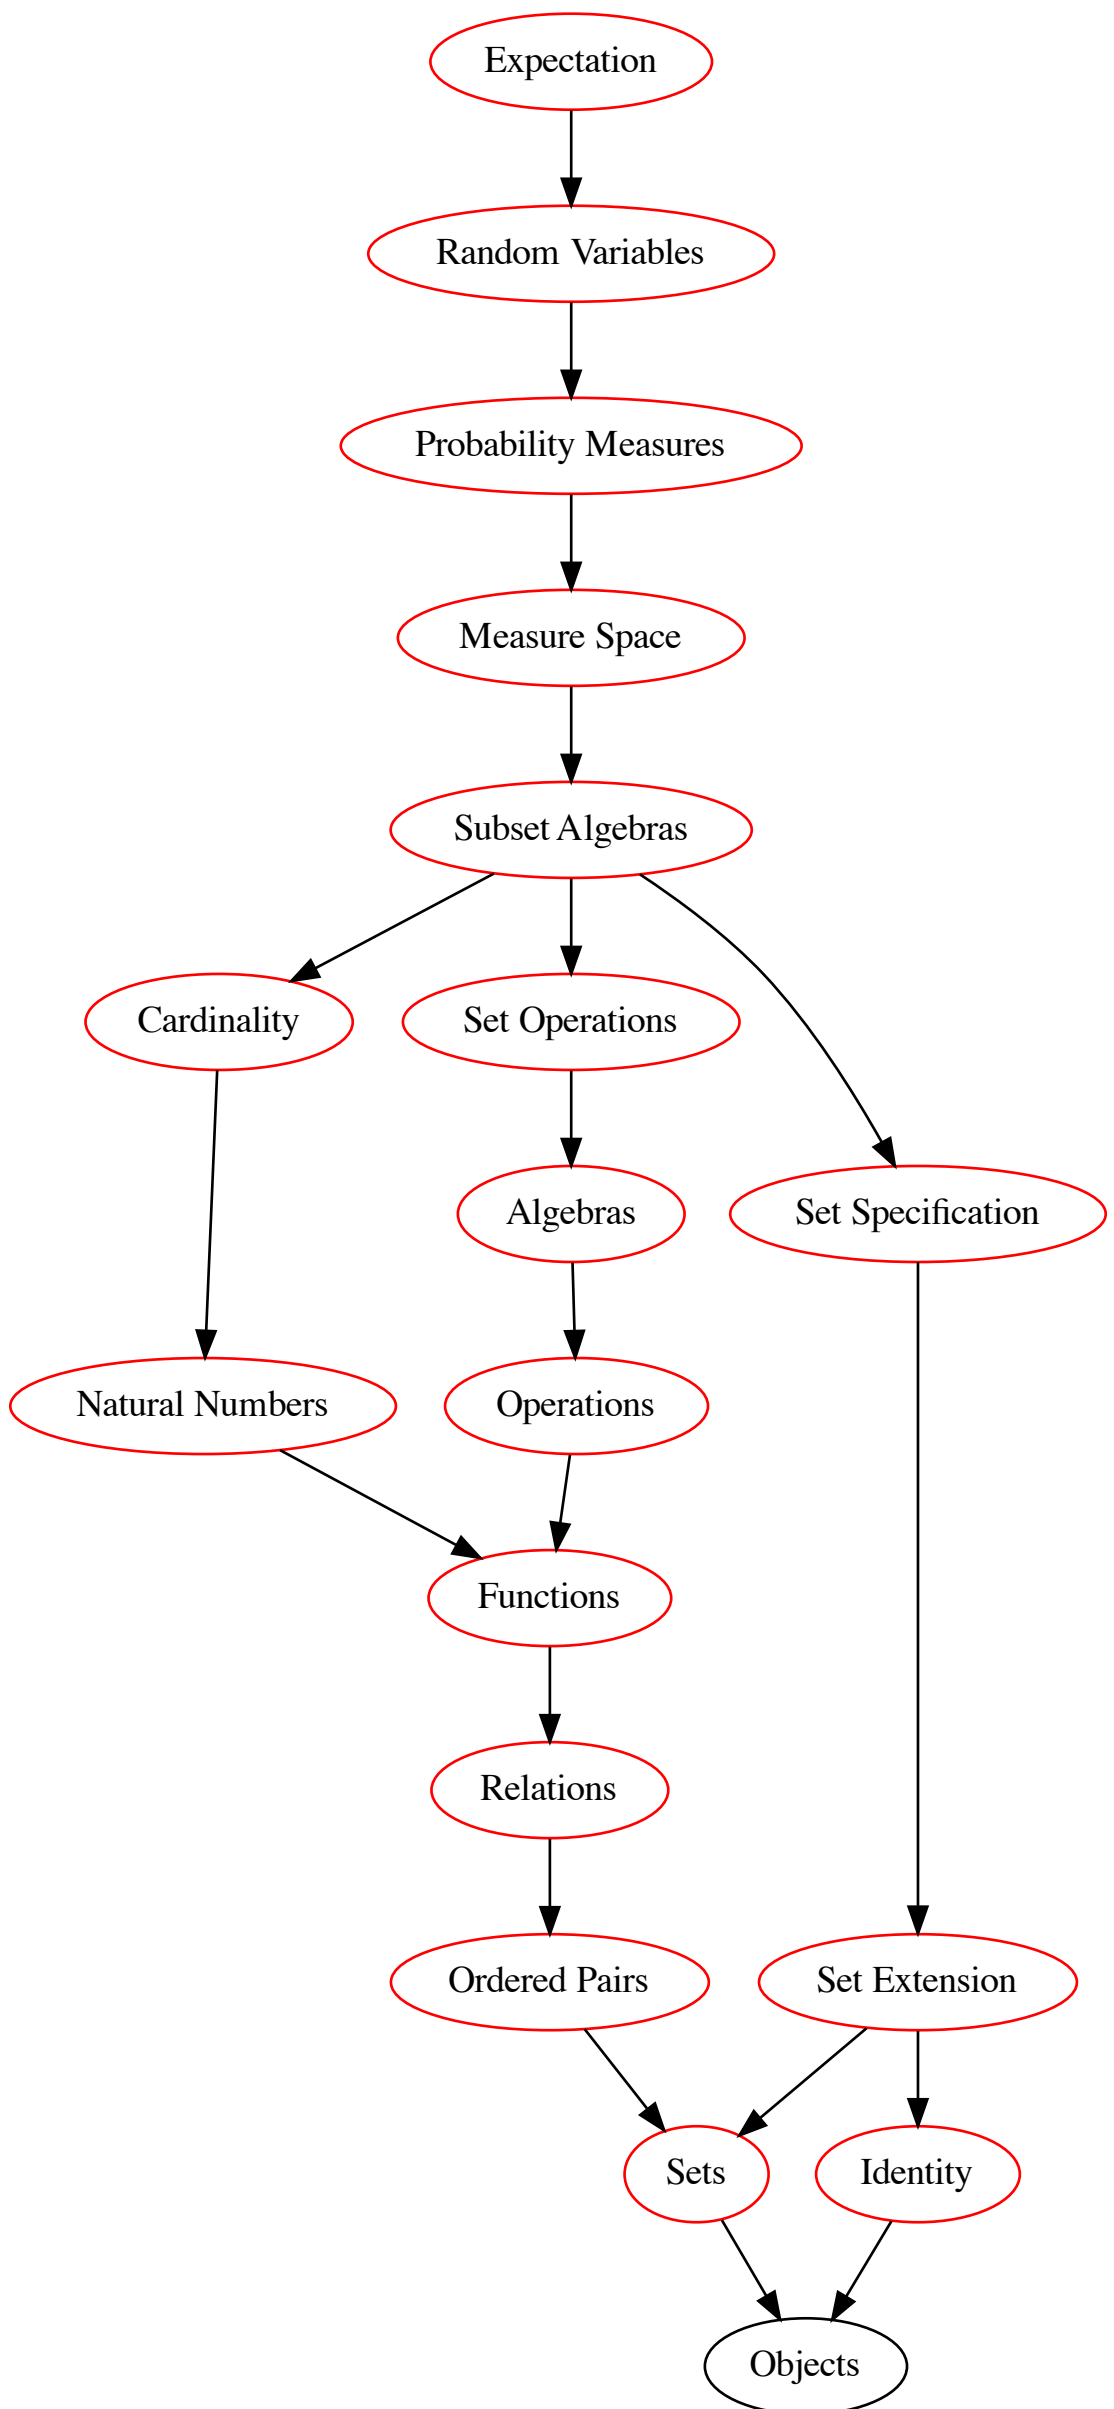 Expectation
Random Variables
Probability Measures
Measure Space
Subset Algebras
Cardinality
Set Operations
Algebras
Set Specification
Natural Numbers
Operations
Functions
Relations
Ordered Pairs
Set Extension
Sets
Identity
Objects